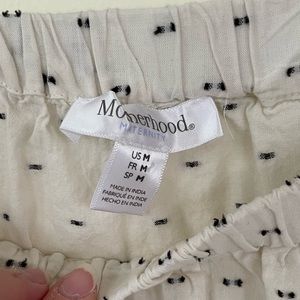 Motherhood®
MATERNITY
US M
FR M
SP M
MADE IN INDIA
FABRIQUÉ EN INDE
HECHO EN INDIA